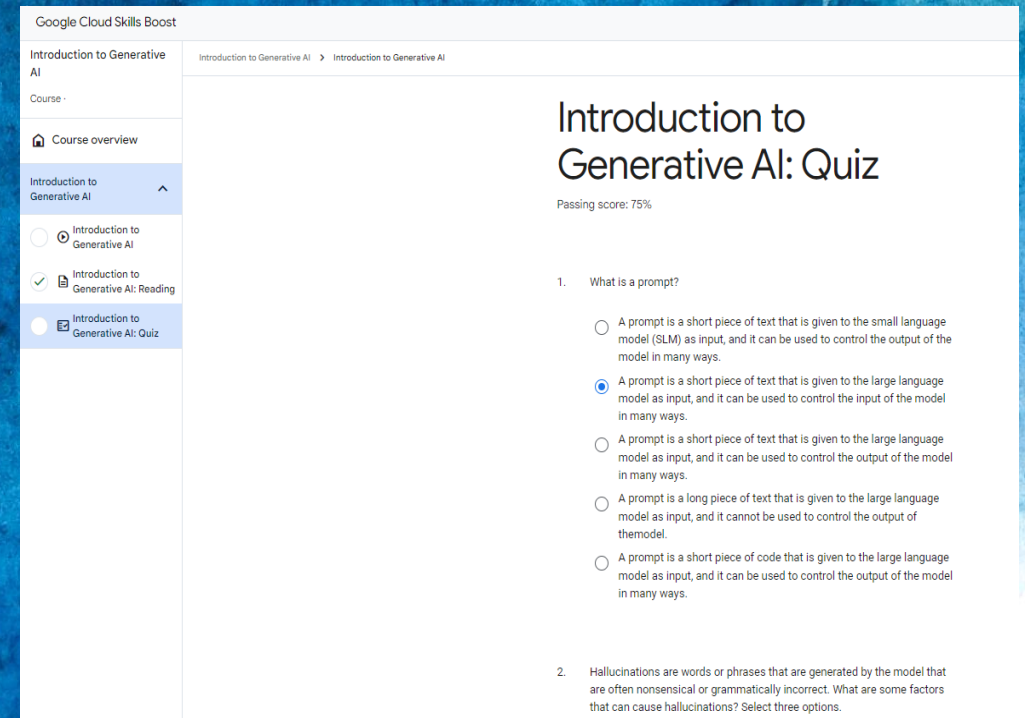 Google Cloud Skills Boost
Introduction to Generative
AI
Course ·
Course overview
Introduction to
Generative AI
Introduction to
Generative AI
Introduction to
Generative AI: Reading
Introduction to
Generative AI: Quiz
Introduction to Generative AI > Introduction to Generative AI
Introduction to
Generative AI: Quiz
Passing score: 75%
1. What is a prompt?
A prompt is a short piece of text that is given to the small language
model (SLM) as input, and it can be used to control the output of the
model in many ways.
A prompt is a short piece of text that is given to the large language
model as input, and it can be used to control the input of the model
in many ways.
A prompt is a short piece of text that is given to the large language
model as input, and it can be used to control the output of the model
in many ways.
A prompt is a long piece of text that is given to the large language
model as input, and it cannot be used to control the output of
themodel.
A prompt is a short piece of code that is given to the large language
model as input, and it can be used to control the output of the model
in many ways.
2. Hallucinations are words or phrases that are generated by the model that
are often nonsensical or grammatically incorrect. What are some factors
that can cause hallucinations? Select three options.